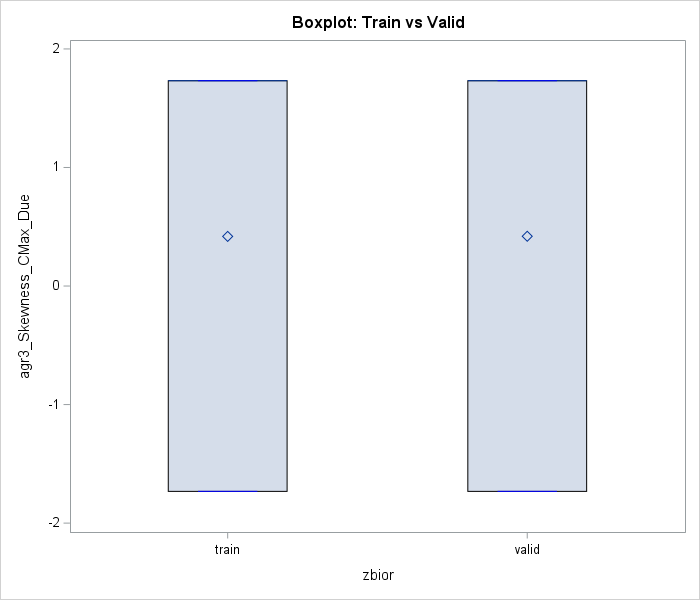 Boxplot: Train vs Valid
agr3_Skewness_CMax_Due
2
1
0
-1
-2
train
valid
zbior